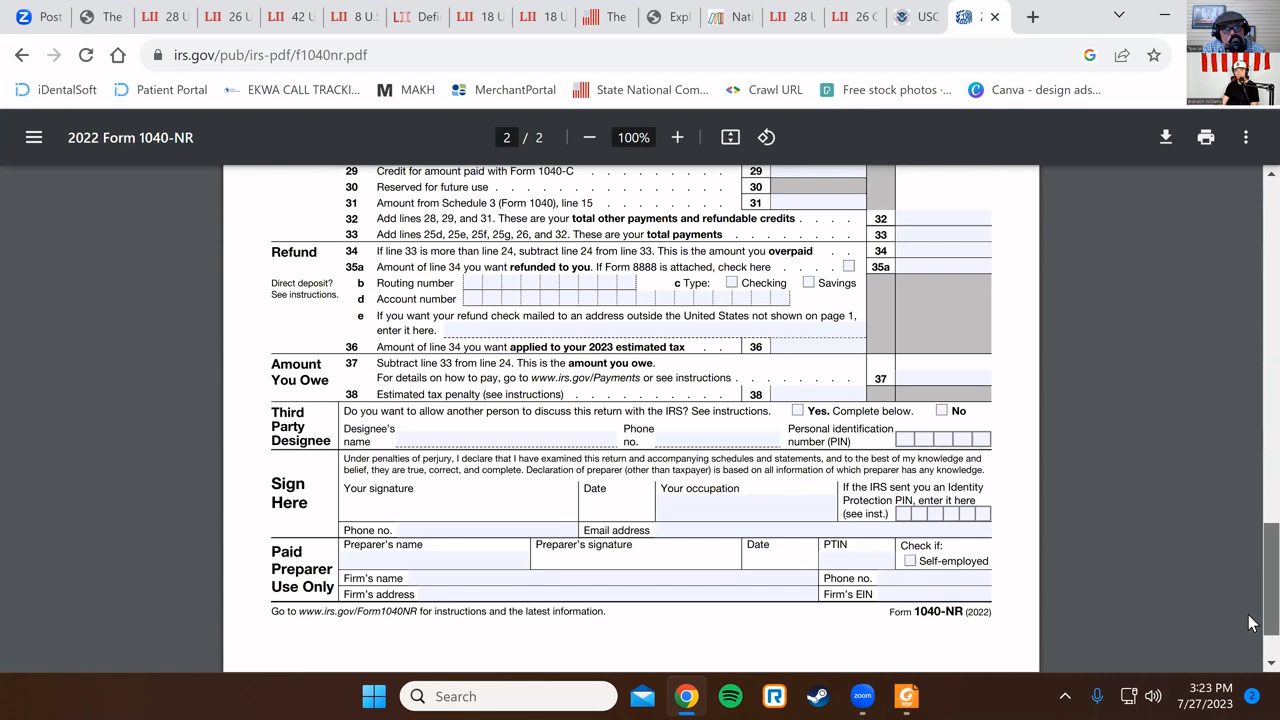 Post
The
LII 28 U
LII 26 U
LII 42 U
LII 8 U.S
LII Defi
LII 18
LII 18 U
The
Expl
Nati
LII 28 U
LII 26 C
USC
2
irs.gov/pub/irs-pdf/f1040nr.pdf
iDentalSoft
Patient Portal
EKWA CALL TRACKI...
MAKH
MerchantPortal
State National Com...
Crawl URL
Free stock photos -...
Canva - design ads...
2022 Form 1040-NR
2 / 2
100%
29 Credit for amount paid with Form 1040-C . . . . . . . . . 29
30 Reserved for future use . . . . . . . . . . . . . 30
31 Amount from Schedule 3 (Form 1040), line 15 . . . . . . . 31
32 Add lines 28, 29, and 31. These are your total other payments and refundable credits . . . . 32
33 Add lines 25d, 25e, 25f, 25g, 26, and 32. These are your total payments . . . . . . . . 33
Refund
34 If line 33 is more than line 24, subtract line 24 from line 33. This is the amount you overpaid . . 34
35a Amount of line 34 you want refunded to you. If Form 8888 is attached, check here . . . . 35a
Direct deposit?
See instructions.
b Routing number
c Type: Checking Savings
d Account number
e If you want your refund check mailed to an address outside the United States not shown on page 1,
enter it here.
36 Amount of line 34 you want applied to your 2023 estimated tax . . 36
Amount
You Owe
37 Subtract line 33 from line 24. This is the amount you owe.
For details on how to pay, go to www.irs.gov/Payments or see instructions . . . . . . . . 37
38 Estimated tax penalty (see instructions) . . . . . . . . . 38
Third
Party
Designee
Do you want to allow another person to discuss this return with the IRS? See instructions. Yes. Complete below. No
Designee's
name
Phone
no.
Personal identification
number (PIN)
Sign
Here
Under penalties of perjury, I declare that I have examined this return and accompanying schedules and statements, and to the best of my knowledge and
belief, they are true, correct, and complete. Declaration of preparer (other than taxpayer) is based on all information of which preparer has any knowledge.
Your signature
Date
Your occupation
If the IRS sent you an Identity
Protection PIN, enter it here
(see inst.)
Phone no.
Email address
Paid
Preparer
Use Only
Preparer's name
Preparer's signature
Date
PTIN
Check if:
Self-employed
Firm's name
Phone no.
Firm's address
Firm's EIN
Go to www.irs.gov/Form1040NR for instructions and the latest information.
Form 1040-NR (2022)
Search
3:23 PM
7/27/2023
2